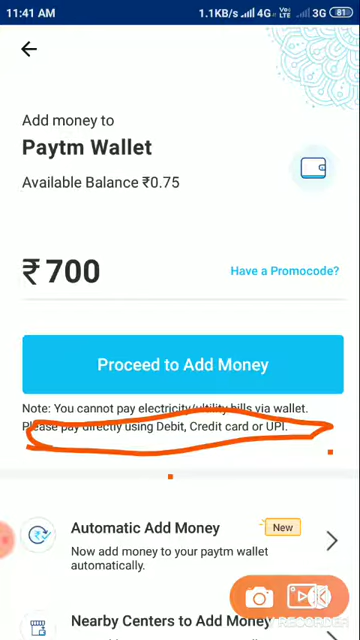 11:41 AM
1.1KB/s 4G VoLTE 3G 81
Add money to
Paytm Wallet
Available Balance ₹0.75
₹700
Have a Promocode?
Proceed to Add Money
Note: You cannot pay electricity/ultility bills via wallet.
Please pay directly using Debit, Credit card or UPI.
Automatic Add Money
New
Now add money to your paytm wallet
automatically.
Nearby Centers to Add Money
RECORDER